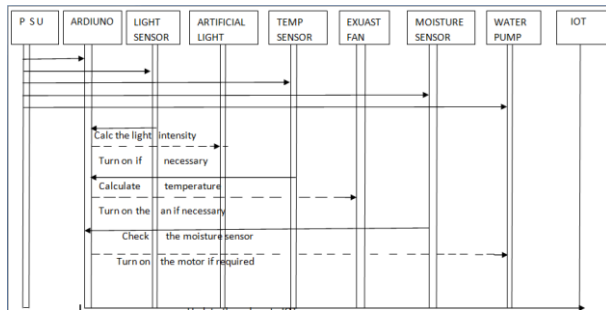 P S U
ARDIUNO
LIGHT
SENSOR
ARTIFICIAL
LIGHT
TEMP
SENSOR
EXUAST
FAN
MOISTURE
SENSOR
WATER
PUMP
IOT
Calc the light intensity
Turn on if necessary
Calculate temperature
Turn on the an if necessary
Check the moisture sensor
Turn on the motor if required